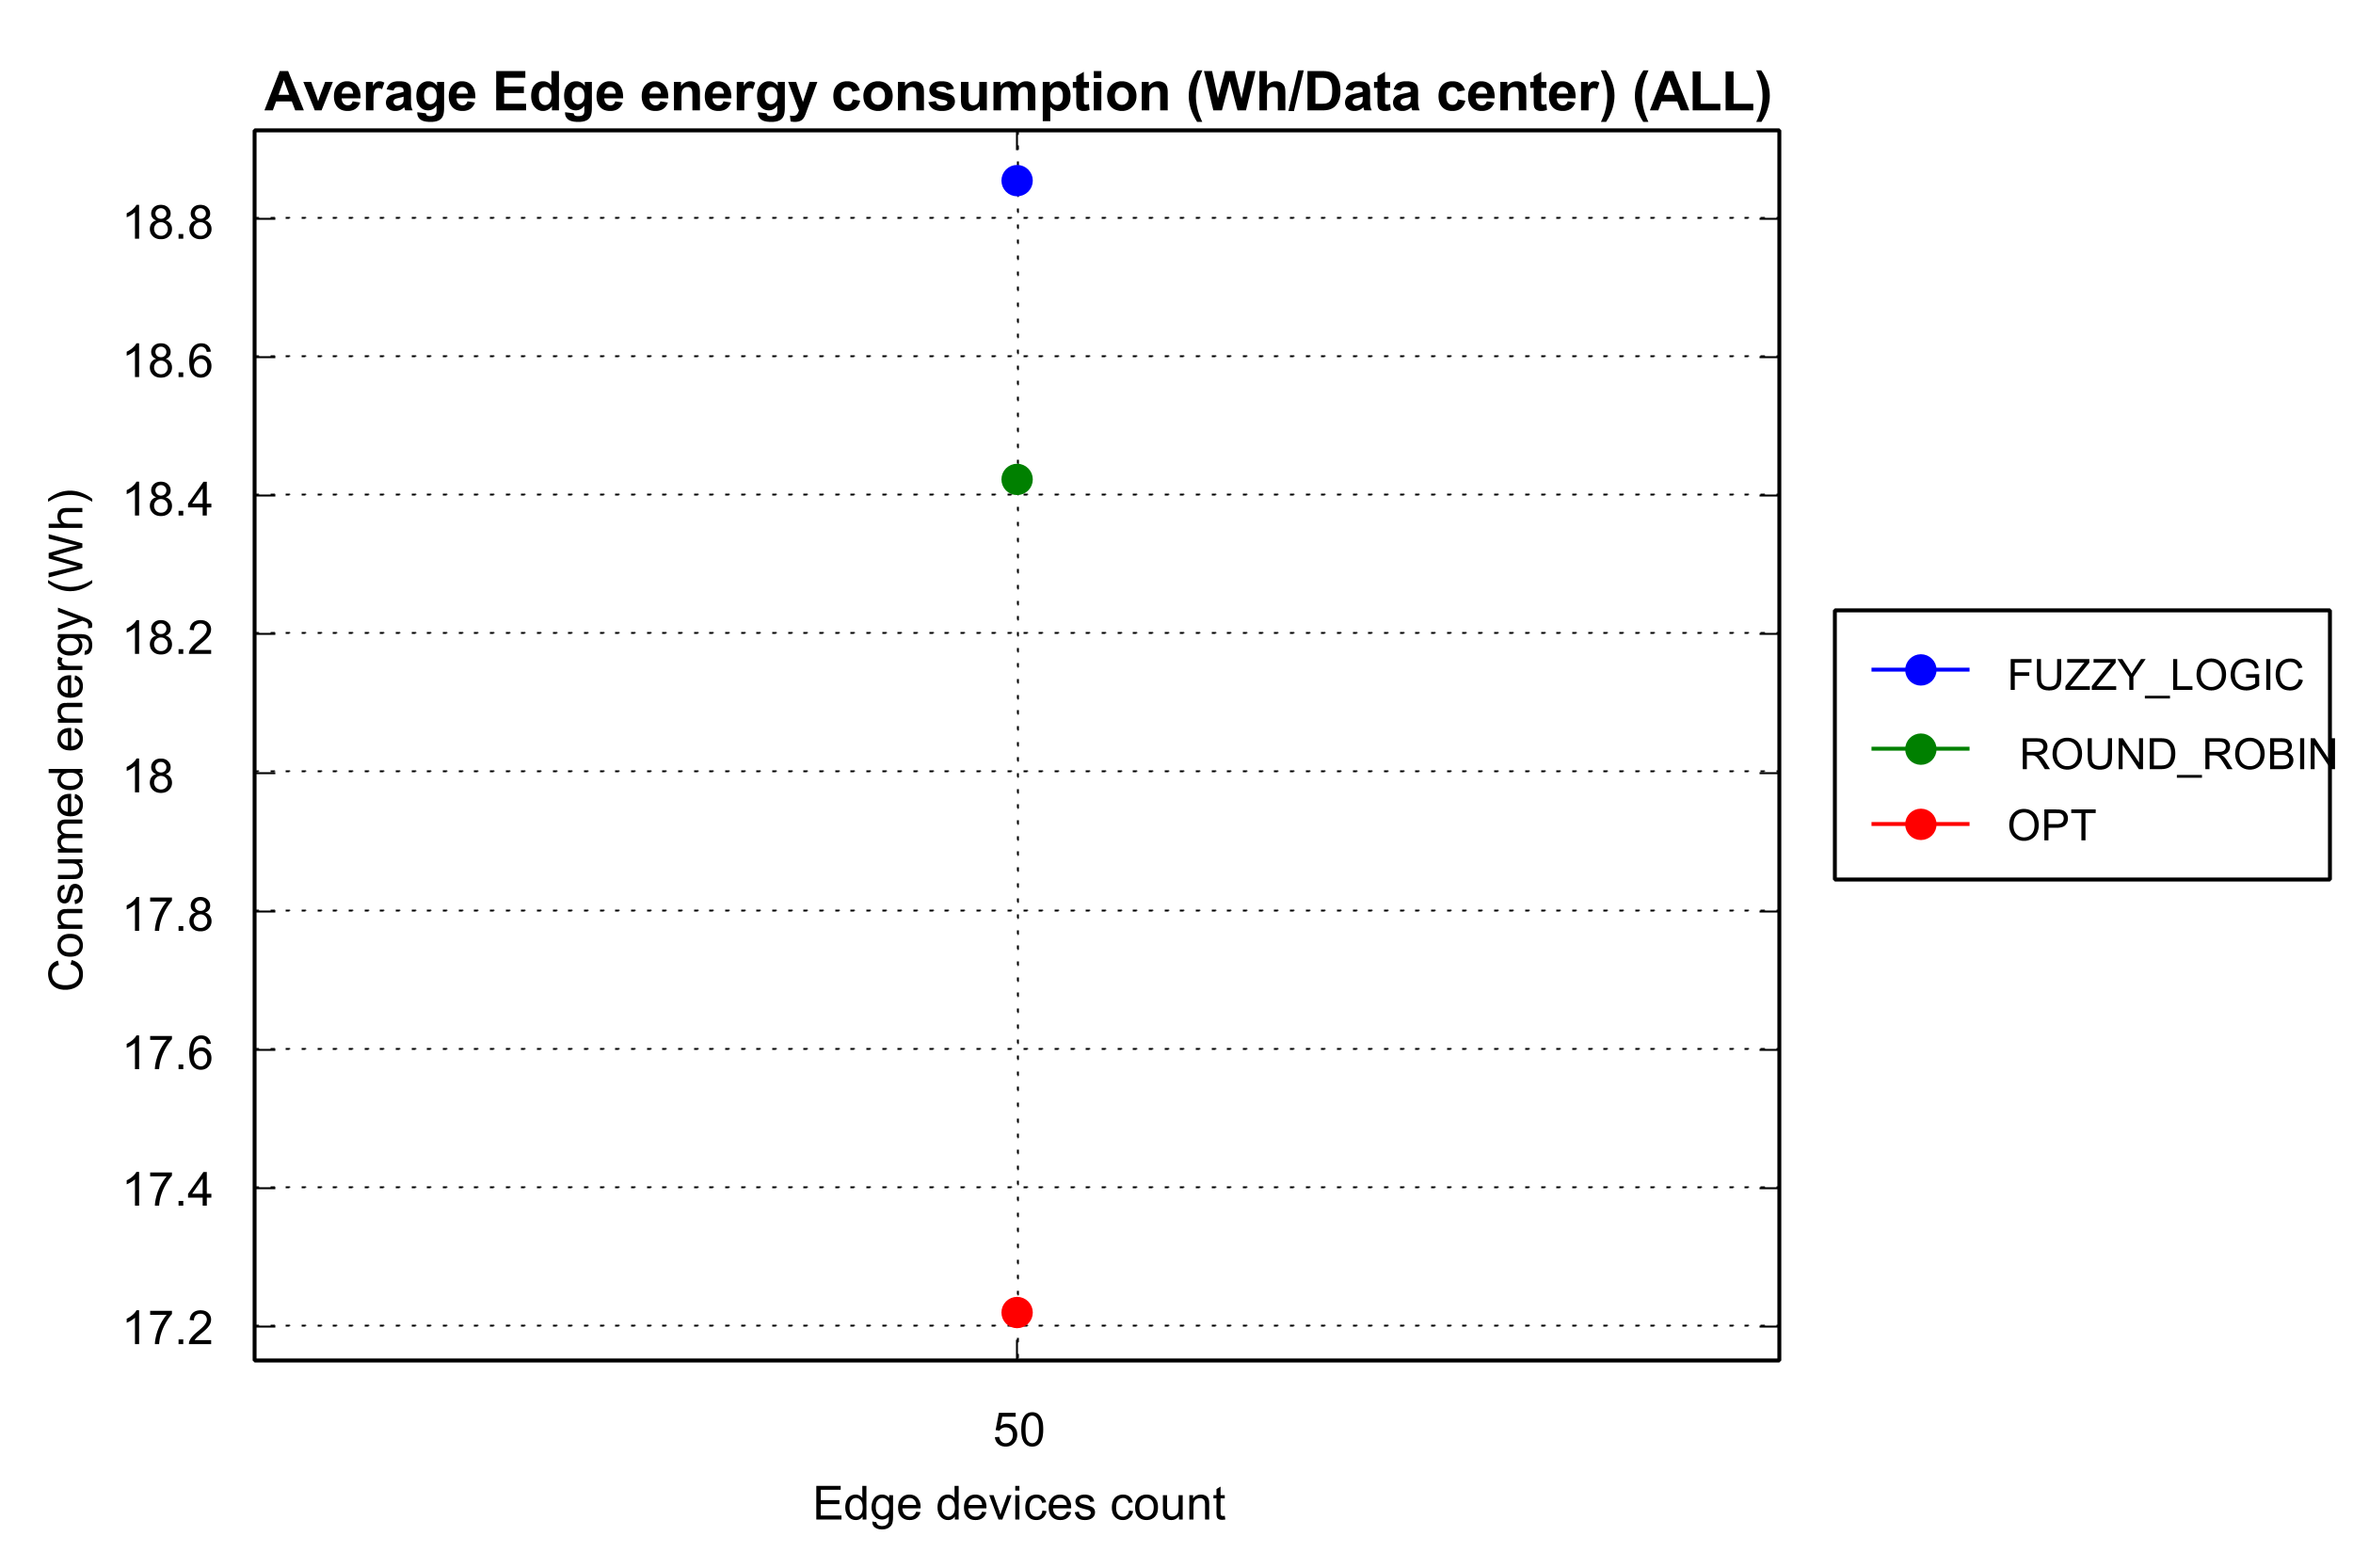 Average Edge energy consumption (Wh/Data center) (ALL)
Consumed energy (Wh)
18.8
18.6
18.4
18.2
18
17.8
17.6
17.4
17.2
50
Edge devices count
FUZZY_LOGIC
ROUND_ROBIN
OPT